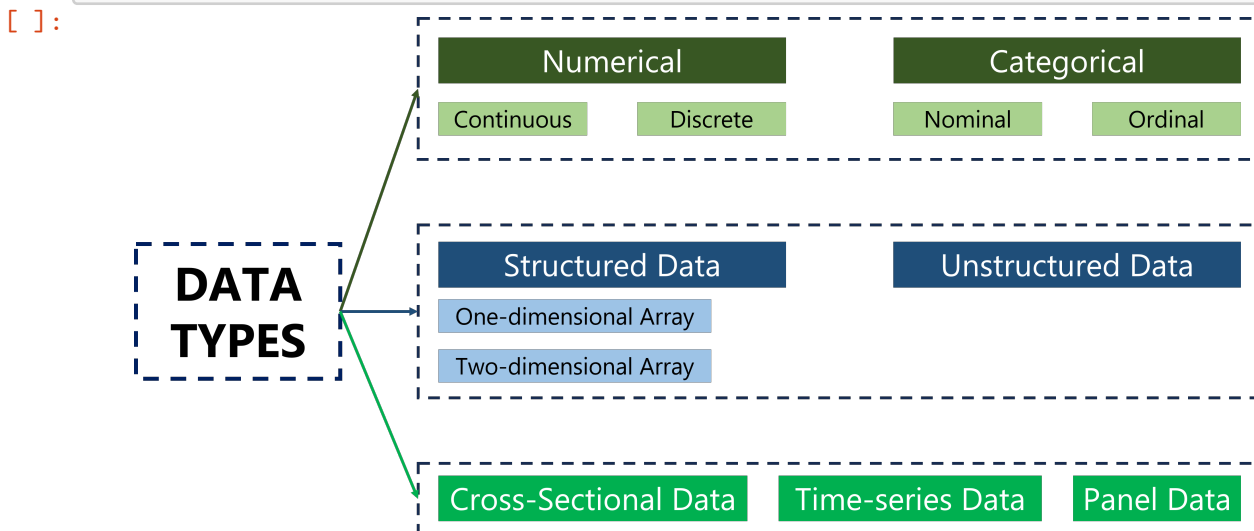 [ ]:
Numerical
Categorical
Continuous
Discrete
Nominal
Ordinal
DATA
TYPES
Structured Data
Unstructured Data
One-dimensional Array
Two-dimensional Array
Cross-Sectional Data
Time-series Data
Panel Data